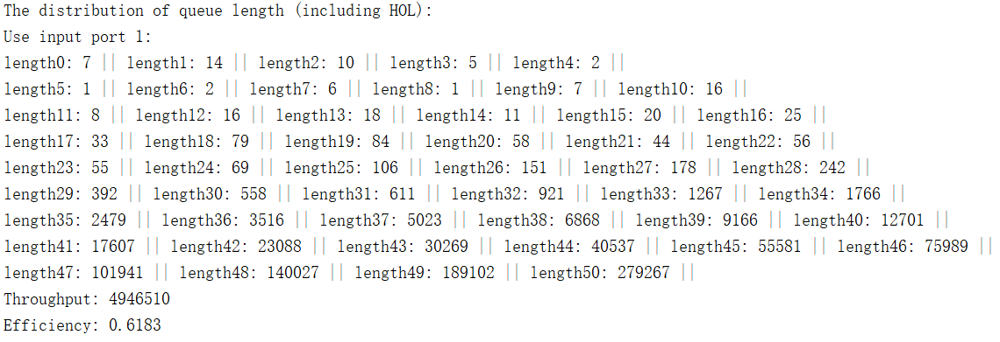 The distribution of queue length (including HOL):
Use input port 1:
length0: 7 || length1: 14 || length2: 10 || length3: 5 || length4: 2 ||
length5: 1 || length6: 2 || length7: 6 || length8: 1 || length9: 7 || length10: 16 ||
length11: 8 || length12: 16 || length13: 18 || length14: 11 || length15: 20 || length16: 25 ||
length17: 33 || length18: 79 || length19: 84 || length20: 58 || length21: 44 || length22: 56 ||
length23: 55 || length24: 69 || length25: 106 || length26: 151 || length27: 178 || length28: 242 ||
length29: 392 || length30: 558 || length31: 611 || length32: 921 || length33: 1267 || length34: 1766 ||
length35: 2479 || length36: 3516 || length37: 5023 || length38: 6868 || length39: 9166 || length40: 12701 ||
length41: 17607 || length42: 23088 || length43: 30269 || length44: 40537 || length45: 55581 || length46: 75989 ||
length47: 101941 || length48: 140027 || length49: 189102 || length50: 279267 ||
Throughput: 4946510
Efficiency: 0.6183